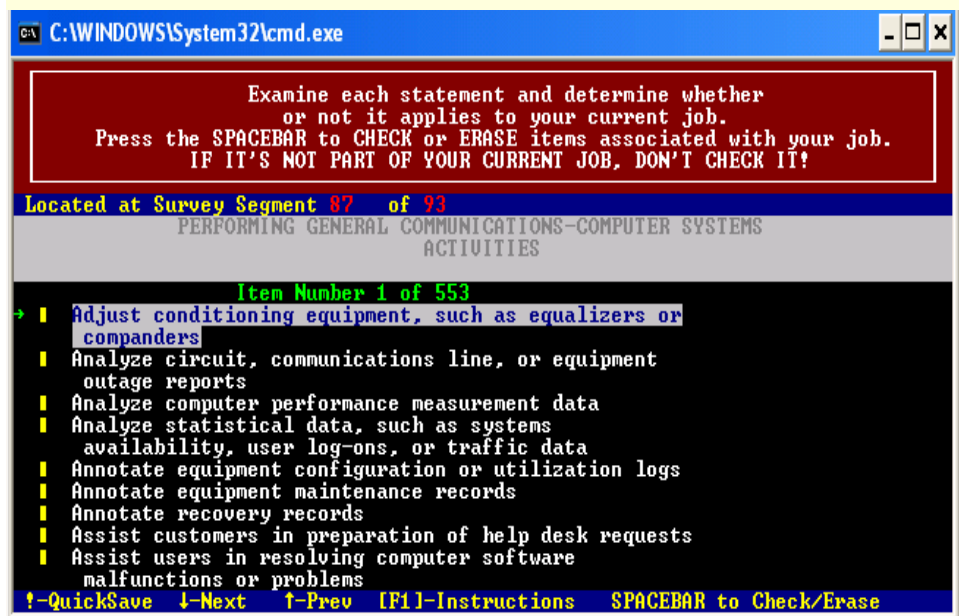 C:\WINDOWS\System32\cmd.exe
Examine each statement and determine whether
or not it applies to your current job.
Press the SPACEBAR to CHECK or ERASE items associated with your job.
IF IT'S NOT PART OF YOUR CURRENT JOB, DON'T CHECK IT!
Located at Survey Segment 87 of 93
PERFORMING GENERAL COMMUNICATIONS-COMPUTER SYSTEMS
ACTIVITIES
Item Number 1 of 553
Adjust conditioning equipment, such as equalizers or
companders
Analyze circuit, communications line, or equipment
outage reports
Analyze computer performance measurement data
Analyze statistical data, such as systems
availability, user log-ons, or traffic data
Annotate equipment configuration or utilization logs
Annotate equipment maintenance records
Annotate recovery records
Assist customers in preparation of help desk requests
Assist users in resolving computer software
malfunctions or problems
!-QuickSave ↓-Next ↑-Prev [F1]-Instructions SPACEBAR to Check/Erase